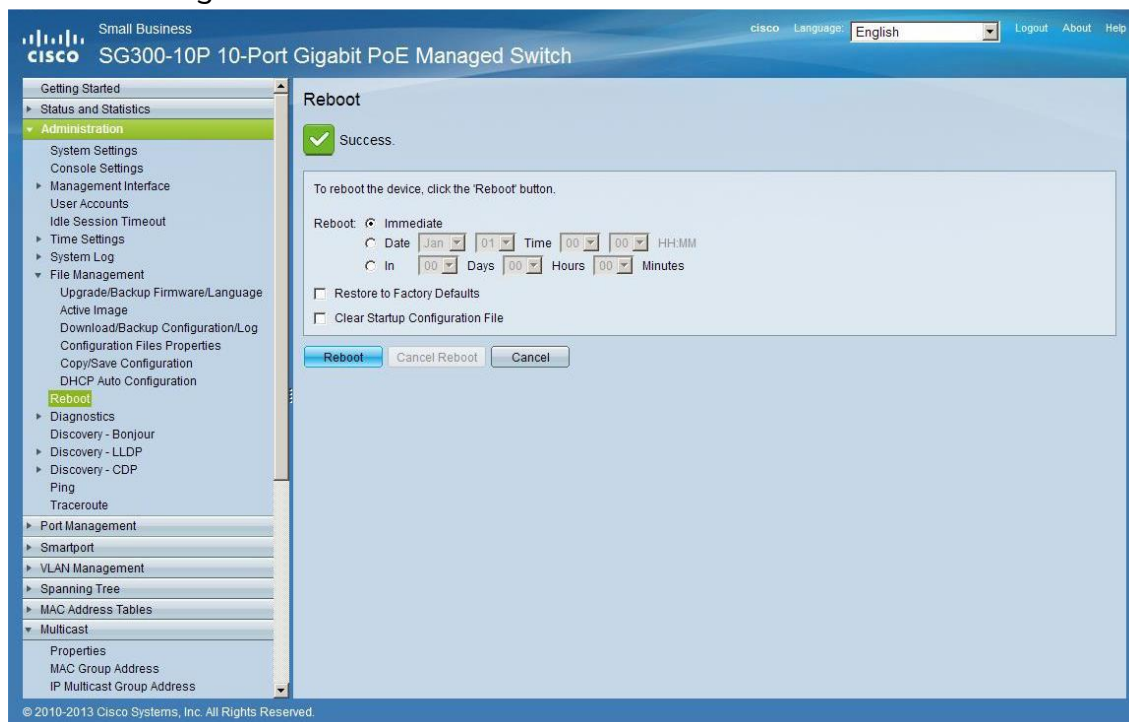 Small Business
cisco Language: English Logout About Help
cisco SG300-10P 10-Port Gigabit PoE Managed Switch
Getting Started
Status and Statistics
Administration
System Settings
Console Settings
Management Interface
User Accounts
Idle Session Timeout
Time Settings
System Log
File Management
Upgrade/Backup Firmware/Language
Active Image
Download/Backup Configuration/Log
Configuration Files Properties
Copy/Save Configuration
DHCP Auto Configuration
Reboot
Diagnostics
Discovery - Bonjour
Discovery - LLDP
Discovery - CDP
Ping
Traceroute
Port Management
Smartport
VLAN Management
Spanning Tree
MAC Address Tables
Multicast
Properties
MAC Group Address
IP Multicast Group Address
Reboot
Success.
To reboot the device, click the 'Reboot' button.
Reboot: Immediate
Date Jan 01 Time 00 00 HH:MM
In 00 Days 00 Hours 00 Minutes
Restore to Factory Defaults
Clear Startup Configuration File
Reboot Cancel Reboot Cancel
© 2010-2013 Cisco Systems, Inc. All Rights Reserved.